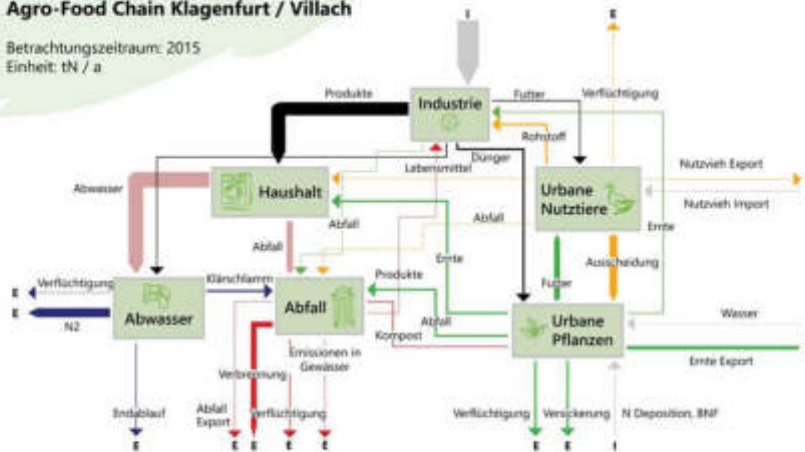 Agro-Food Chain Klagenfurt / Villach
Betrachtungszeitraum: 2015
Einheit: tN / a
I
E
Produkte
Industrie
Futter
Verflüchtigung
Rohstoff
Dünger
Lebensmittel
Nutzvieh Export
Abwasser
Haushalt
Urbane
Nutztiere
Nutzvieh Import
Abfall
Abfall
Ernte
Abfall
Ernte
Ausscheidung
Verflüchtigung
Klärschlamm
Produkte
Futter
E
E
N2
Abwasser
Abfall
Abfall
Kompost
Urbane
Pflanzen
Wasser
Ernte Export
Emissionen in
Gewässer
Verbrennung
Endablauf
Abfall
Export
Verflüchtigung
Verflüchtigung
Versickerung
N Deposition, BNF
E
E
E
E
E
E
E
I